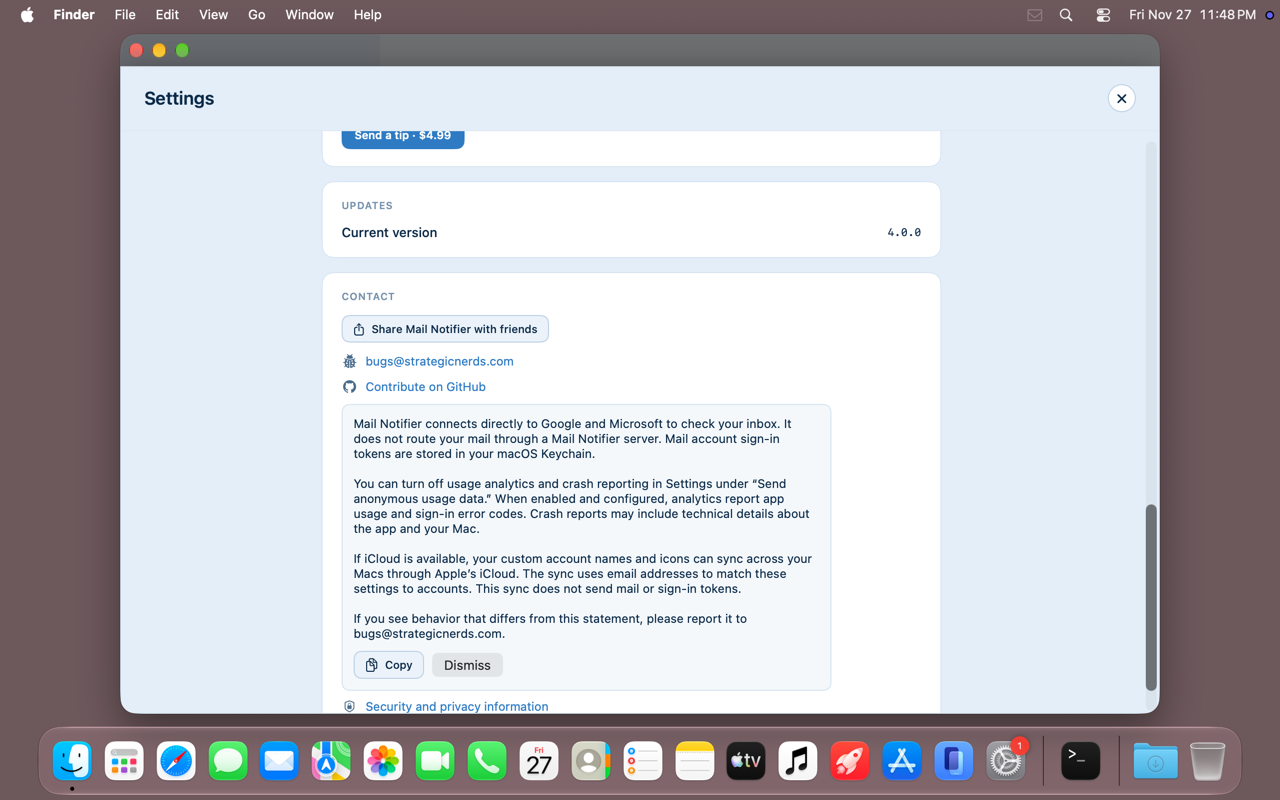 Finder File Edit View Go Window Help Fri Nov 27 11:48 PM
Settings
Send a tip · $4.99
UPDATES
Current version 4.0.0
CONTACT
Share Mail Notifier with friends
bugs@strategicnerds.com
Contribute on GitHub
Mail Notifier connects directly to Google and Microsoft to check your inbox. It
does not route your mail through a Mail Notifier server. Mail account sign-in
tokens are stored in your macOS Keychain.
You can turn off usage analytics and crash reporting in Settings under “Send
anonymous usage data.” When enabled and configured, analytics report app
usage and sign-in error codes. Crash reports may include technical details about
the app and your Mac.
If iCloud is available, your custom account names and icons can sync across your
Macs through Apple’s iCloud. The sync uses email addresses to match these
settings to accounts. This sync does not send mail or sign-in tokens.
If you see behavior that differs from this statement, please report it to
bugs@strategicnerds.com.
Copy Dismiss
Security and privacy information
Fri
27
tv
1
>_